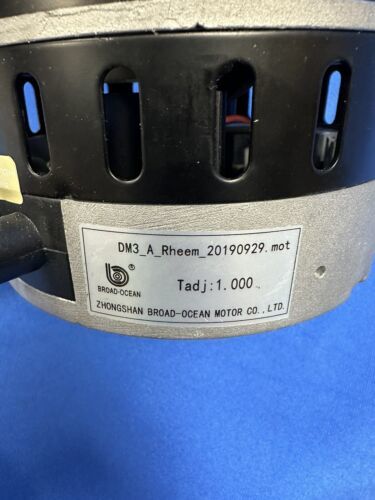 DM3_A_Rheem_20190929.mot
BROAD-OCEAN
Tadj:1.000
ZHONGSHAN BROAD-OCEAN MOTOR CO.,LTD.